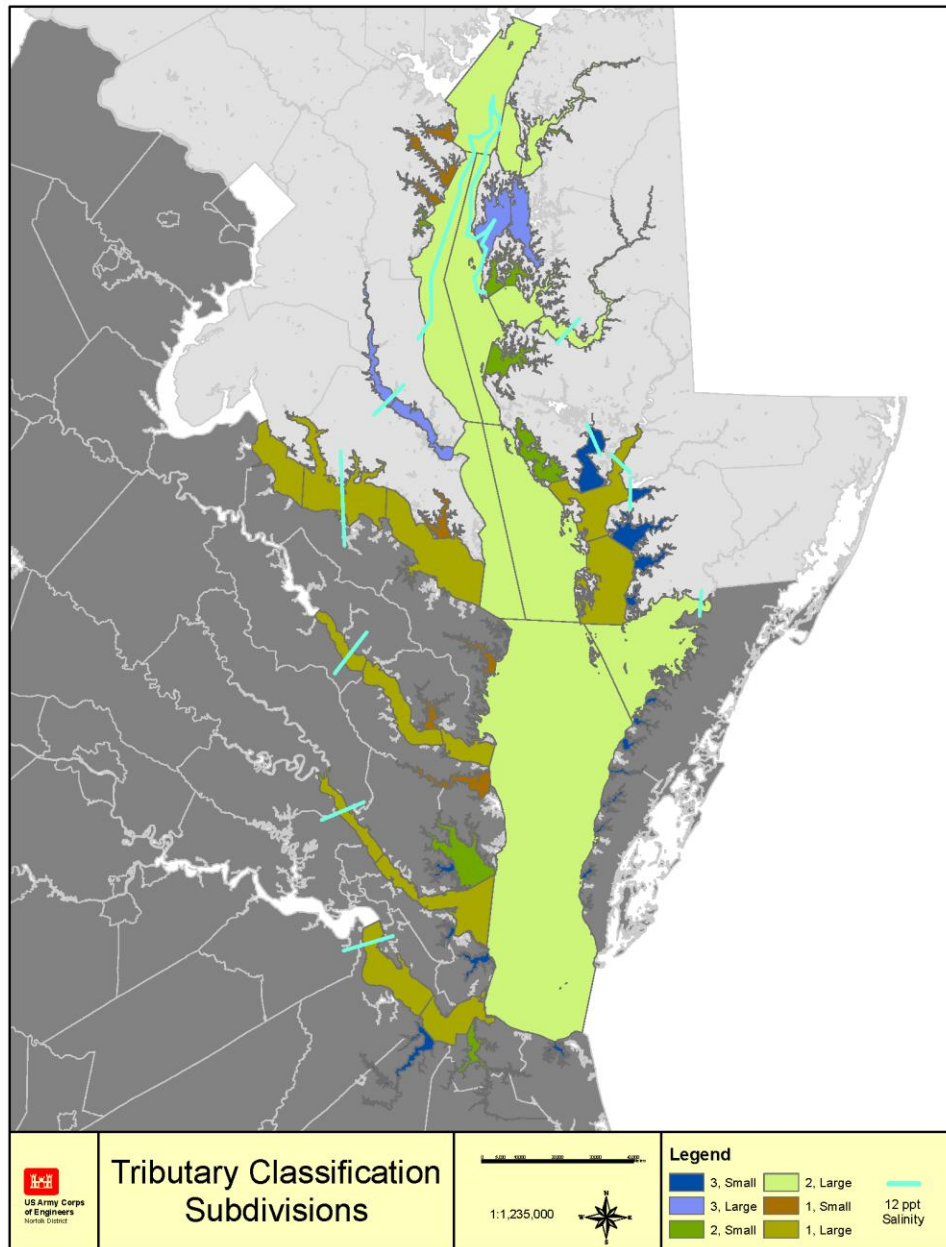 US Army Corps
of Engineers
Norfolk District
Tributary Classification
Subdivisions
1:1,235,000
N
W
E
S
Legend
3, Small
2, Large
3, Large
1, Small
2, Small
1, Large
12 ppt
Salinity